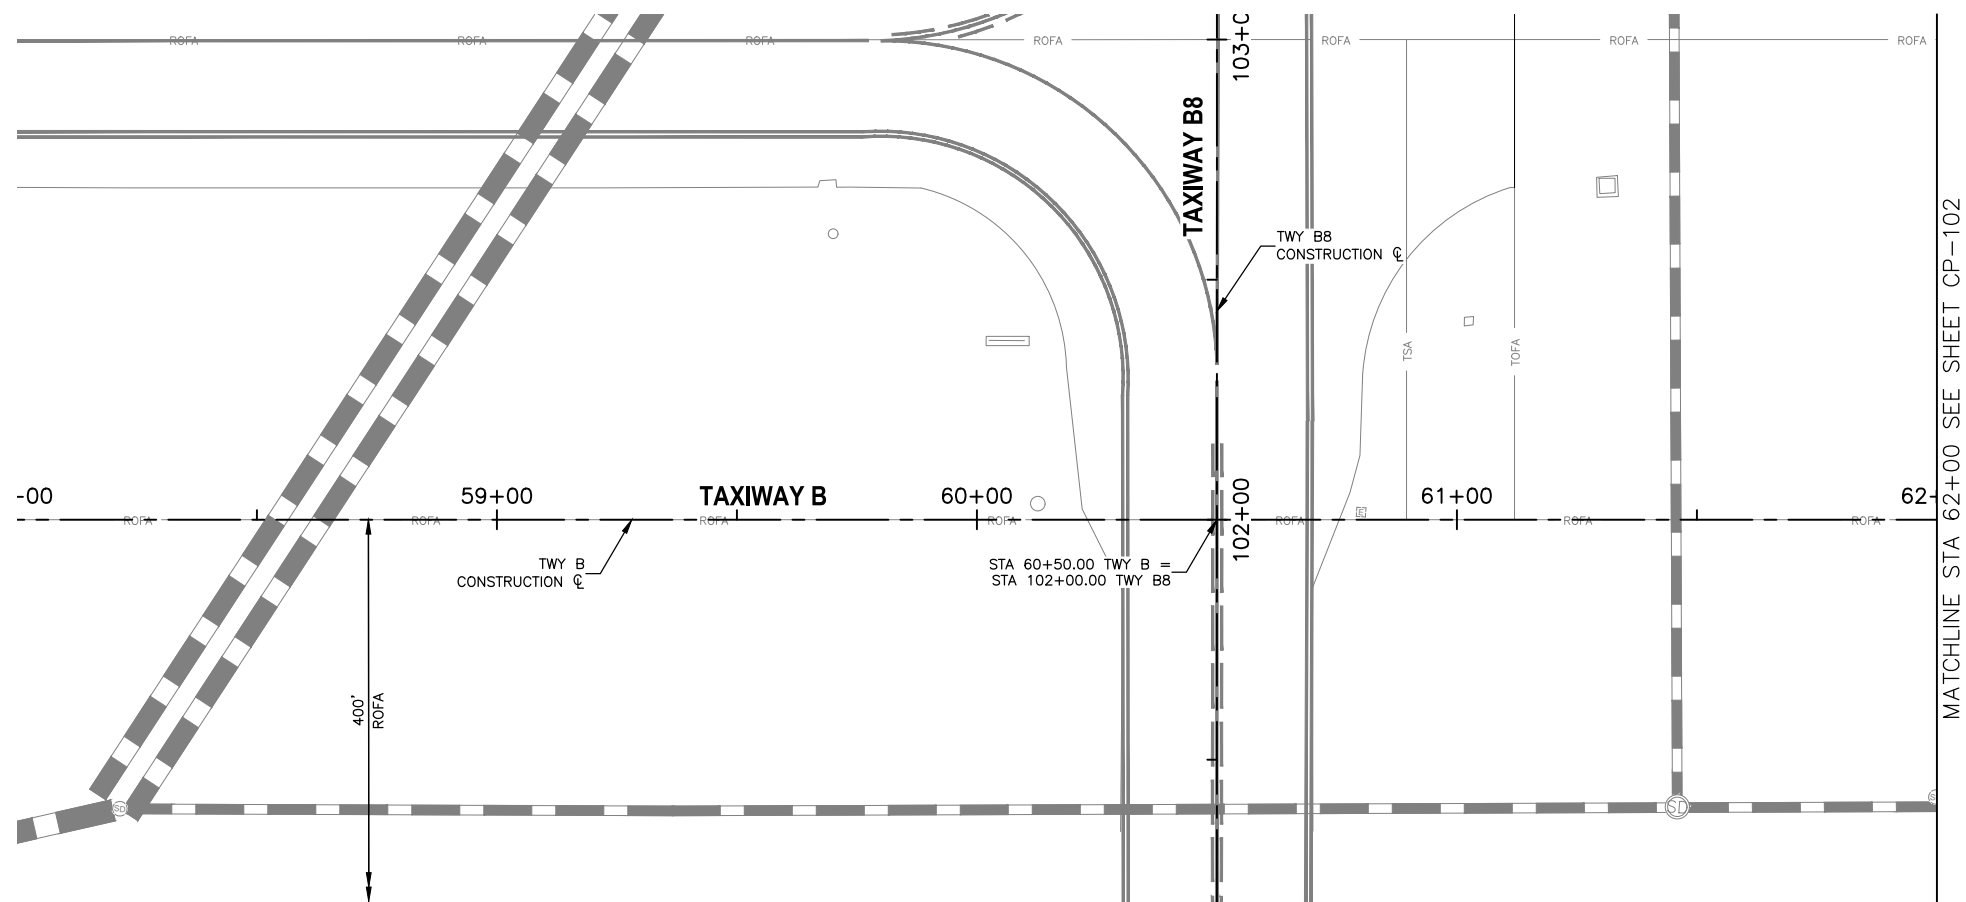 ROFA ROFA ROFA ROFA ROFA ROFA ROFA
103+0
TAXIWAY B8
TWY B8
CONSTRUCTION ℄
TSA
TOFA
MATCHLINE STA 62+00 SEE SHEET CP-102
-00 59+00 TAXIWAY B 60+00 61+00 62+
ROFA ROFA ROFA ROFA ROFA ROFA ROFA
E
102+00
TWY B
CONSTRUCTION ℄
STA 60+50.00 TWY B =
STA 102+00.00 TWY B8
400'
ROFA
SD
SD